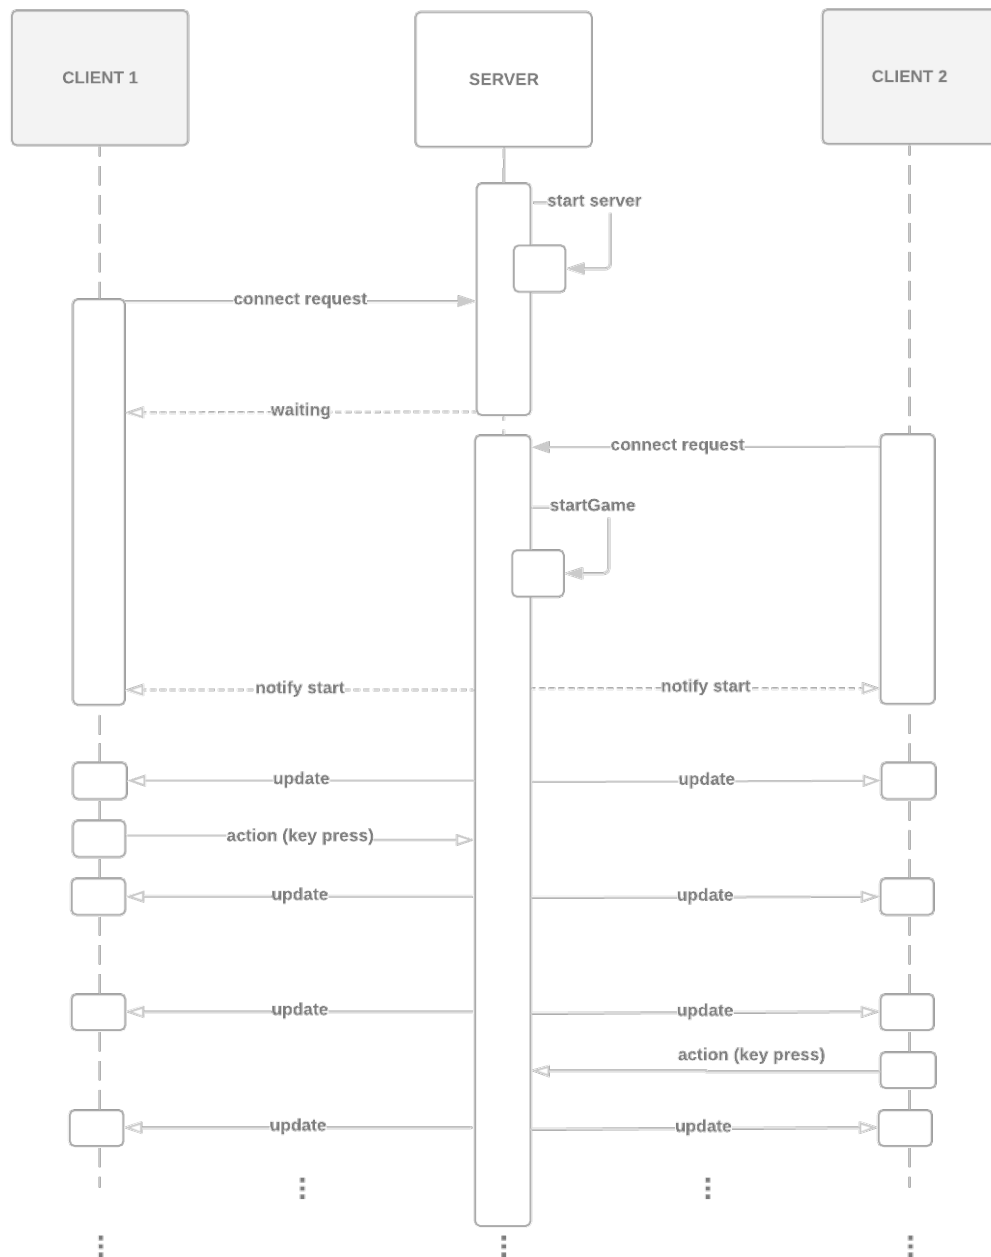 CLIENT 1
SERVER
CLIENT 2
start server
connect request
waiting
connect request
startGame
notify start
notify start
update
update
action (key press)
update
update
update
update
action (key press)
update
update